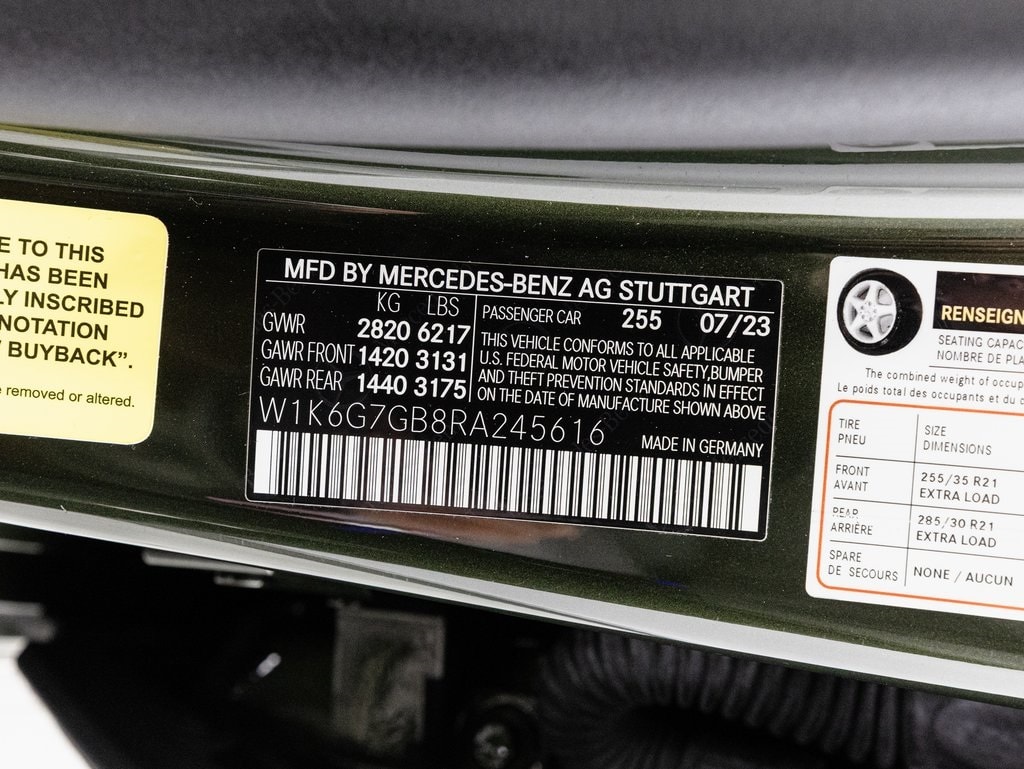 E TO THIS
HAS BEEN
LY INSCRIBED
NOTATION
BUYBACK”.
e removed or altered.
MFD BY MERCEDES-BENZ AG STUTTGART
KG LBS
GVWR 2820 6217
GAWR FRONT 1420 3131
GAWR REAR 1440 3175
PASSENGER CAR 255 07/23
THIS VEHICLE CONFORMS TO ALL APPLICABLE
U.S. FEDERAL MOTOR VEHICLE SAFETY,BUMPER
AND THEFT PREVENTION STANDARDS IN EFFECT
ON THE DATE OF MANUFACTURE SHOWN ABOVE
W1K6G7GB8RA245616
MADE IN GERMANY
RENSEIGN
SEATING CAPAC
NOMBRE DE PLA
The combined weight of occup
Le poids total des occupants et du c
TIRE
PNEU
SIZE
DIMENSIONS
FRONT
AVANT
255/35 R21
EXTRA LOAD
REAR
ARRIÈRE
285/30 R21
EXTRA LOAD
SPARE
DE SECOURS
NONE / AUCUN